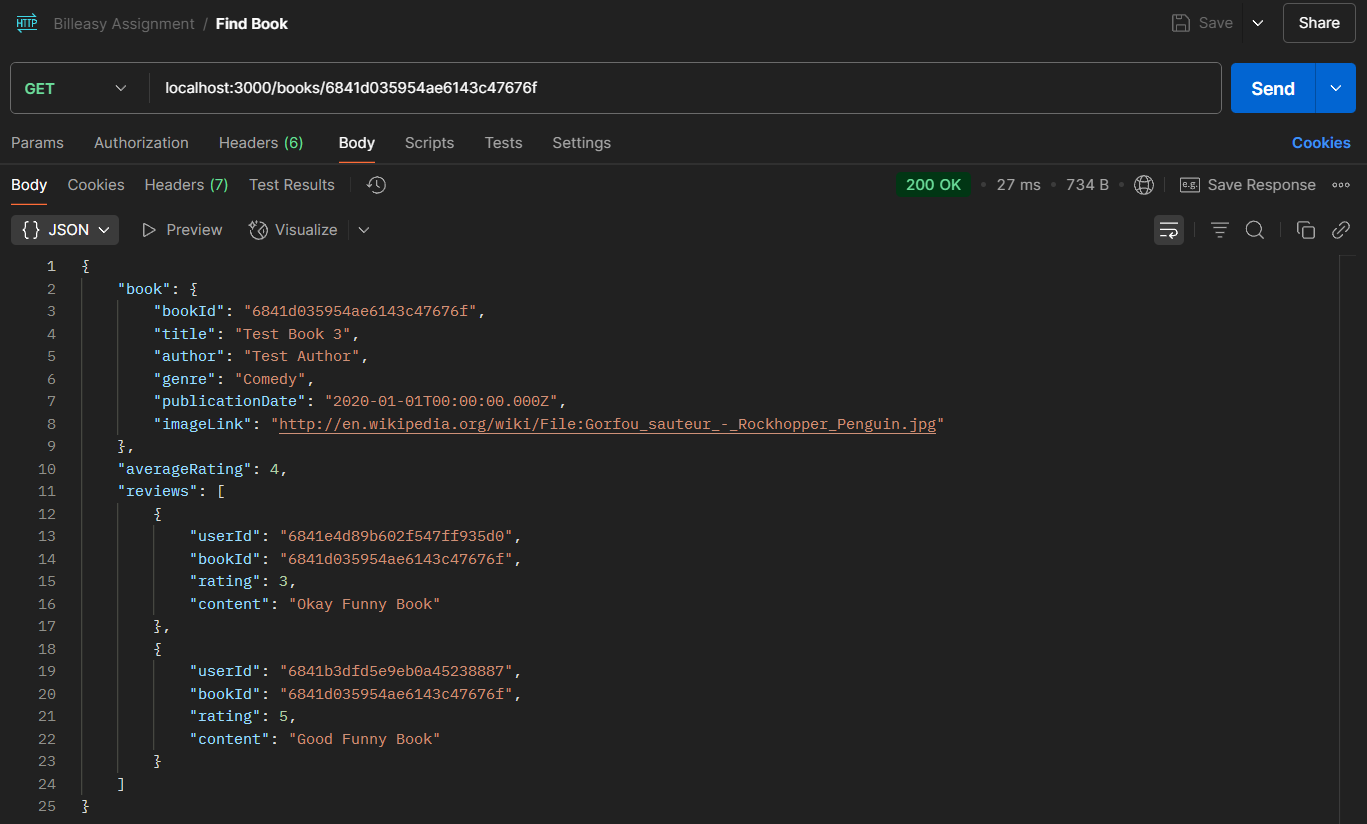 HTTP Billeasy Assignment / Find Book Save Share
GET localhost:3000/books/6841d035954ae6143c47676f Send
Params Authorization Headers (6) Body Scripts Tests Settings Cookies
Body Cookies Headers (7) Test Results 200 OK • 27 ms • 734 B • e.g. Save Response
{} JSON Preview Visualize
1 {
2 "book": {
3 "bookId": "6841d035954ae6143c47676f",
4 "title": "Test Book 3",
5 "author": "Test Author",
6 "genre": "Comedy",
7 "publicationDate": "2020-01-01T00:00:00.000Z",
8 "imageLink": "http://en.wikipedia.org/wiki/File:Gorfou_sauteur_-_Rockhopper_Penguin.jpg"
9 },
10 "averageRating": 4,
11 "reviews": [
12 {
13 "userId": "6841e4d89b602f547ff935d0",
14 "bookId": "6841d035954ae6143c47676f",
15 "rating": 3,
16 "content": "Okay Funny Book"
17 },
18 {
19 "userId": "6841b3dfd5e9eb0a45238887",
20 "bookId": "6841d035954ae6143c47676f",
21 "rating": 5,
22 "content": "Good Funny Book"
23 }
24 ]
25 }